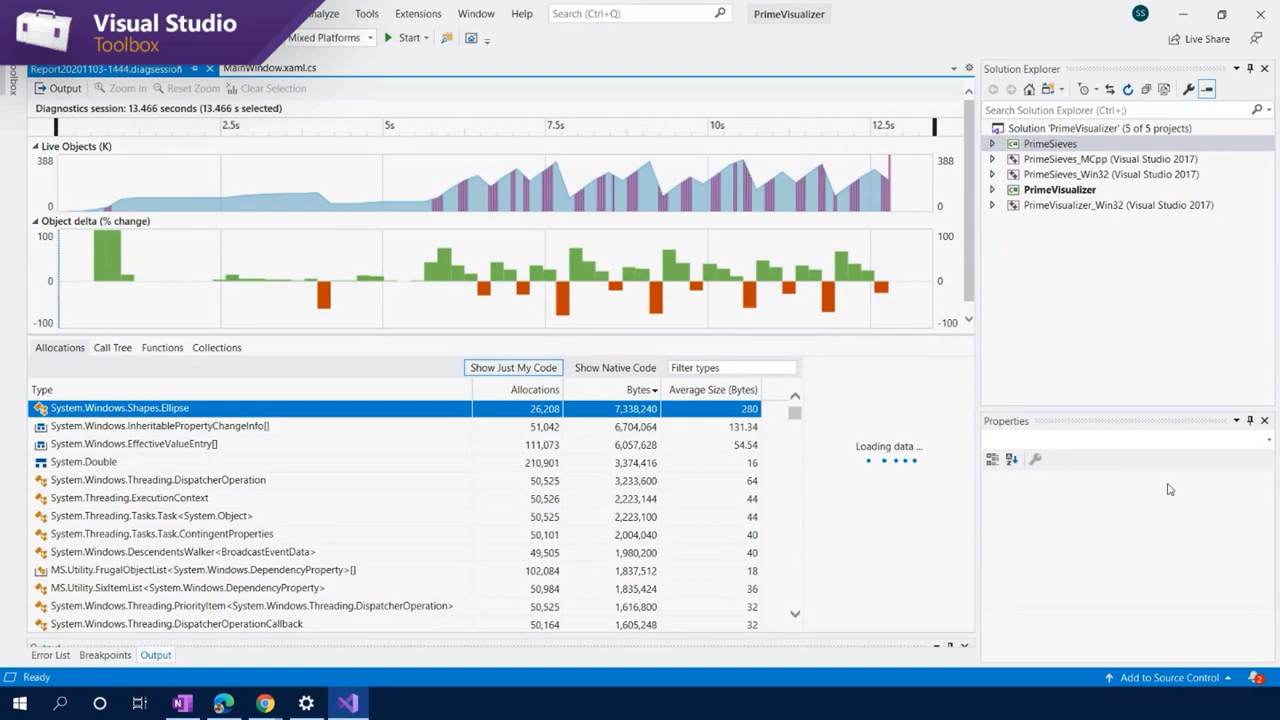 Visual Studio
Toolbox
Analyze Tools Extensions Window Help Search (Ctrl+Q) PrimeVisualizer SS
Mixed Platforms Start Live Share
Toolbox
Report20201103-1444.diagsession MainWindow.xaml.cs
Output Zoom In Reset Zoom Clear Selection
Diagnostics session: 13.466 seconds (13.466 s selected)
2.5s 5s 7.5s 10s 12.5s
Live Objects (K)
388 388
0 0
Object delta (% change)
100 100
0 0
-100 -100
Allocations Call Tree Functions Collections
Show Just My Code Show Native Code Filter types
Type Allocations Bytes Average Size (Bytes)
System.Windows.Shapes.Ellipse 26,208 7,338,240 280
System.Windows.InheritablePropertyChangeInfo[] 51,042 6,704,064 131.34
System.Windows.EffectiveValueEntry[] 111,073 6,057,628 54.54
System.Double 210,901 3,374,416 16
System.Windows.Threading.DispatcherOperation 50,525 3,233,600 64
System.Threading.ExecutionContext 50,526 2,223,144 44
System.Threading.Tasks.Task<System.Object> 50,525 2,223,100 44
System.Threading.Tasks.Task.ContingentProperties 50,101 2,004,040 40
System.Windows.DescendentsWalker<BroadcastEventData> 49,505 1,980,200 40
MS.Utility.FrugalObjectList<System.Windows.DependencyProperty>[] 102,084 1,837,512 18
MS.Utility.SixItemList<System.Windows.DependencyProperty> 50,984 1,835,424 36
System.Windows.Threading.PriorityItem<System.Windows.Threading.DispatcherOperation> 50,525 1,616,800 32
System.Windows.Threading.DispatcherOperationCallback 50,164 1,605,248 32
Loading data ...
Solution Explorer
Search Solution Explorer (Ctrl+;)
Solution 'PrimeVisualizer' (5 of 5 projects)
PrimeSieves
PrimeSieves_MCpp (Visual Studio 2017)
PrimeSieves_Win32 (Visual Studio 2017)
PrimeVisualizer
PrimeVisualizer_Win32 (Visual Studio 2017)
Properties
Error List Breakpoints Output
Ready Add to Source Control 2